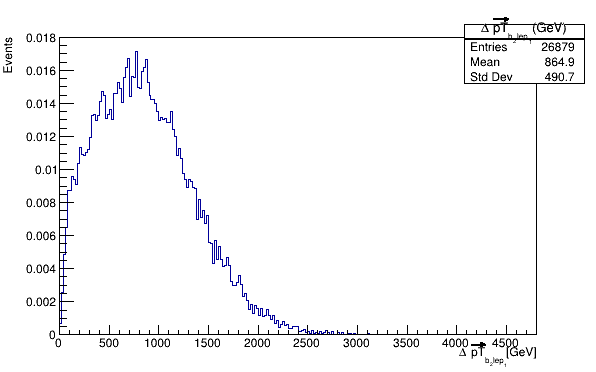 Δ pT b₂lep₁ (GeV)
Entries 26879
Mean 864.9
Std Dev 490.7
Events
0.018
0.016
0.014
0.012
0.01
0.008
0.006
0.004
0.002
0
0 500 1000 1500 2000 2500 3000 3500 4000 4500
Δ pT b₂lep₁ [GeV]